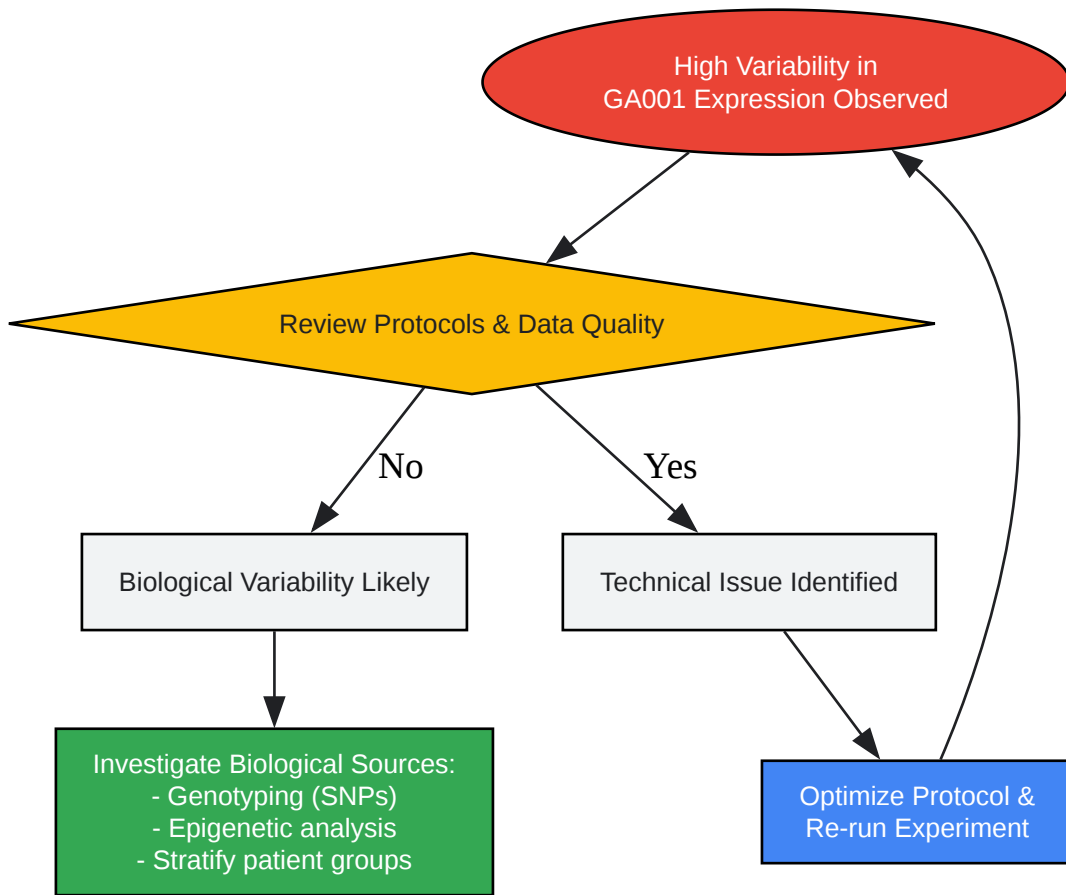 High Variability in
GA001 Expression Observed
Review Protocols & Data Quality
No
Yes
Biological Variability Likely
Technical Issue Identified
Investigate Biological Sources:
- Genotyping (SNPs)
- Epigenetic analysis
- Stratify patient groups
Optimize Protocol &
Re-run Experiment